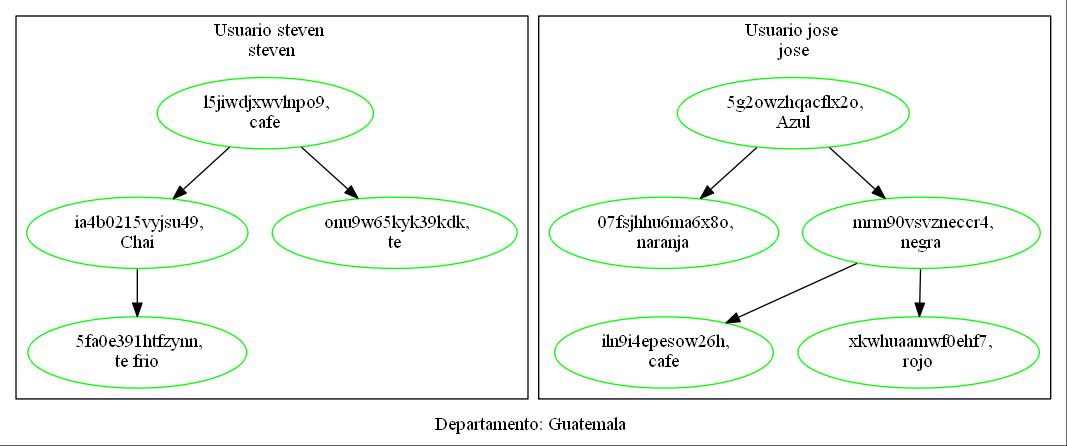 Usuario steven
steven
l5jiwdjxwvlnpo9,
cafe
ia4b0215vyjsu49,
Chai
onu9w65kyk39kdk,
te
5fa0e391htfzynn,
te frio
Usuario jose
jose
5g2owzhqacflx2o,
Azul
07fsjhhu6ma6x8o,
naranja
mrm90vsvzneccr4,
negra
iln9i4epesow26h,
cafe
xkwhuaamwf0ehf7,
rojo
Departamento: Guatemala